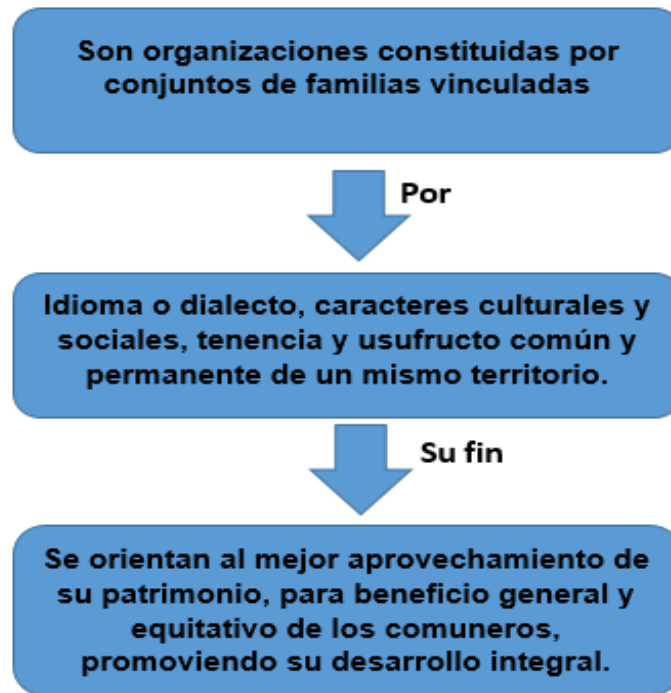 Son organizaciones constituidas por
conjuntos de familias vinculadas
Por
Idioma o dialecto, caracteres culturales y
sociales, tenencia y usufructo común y
permanente de un mismo territorio.
Su fin
Se orientan al mejor aprovechamiento de
su patrimonio, para beneficio general y
equitativo de los comuneros,
promoviendo su desarrollo integral.